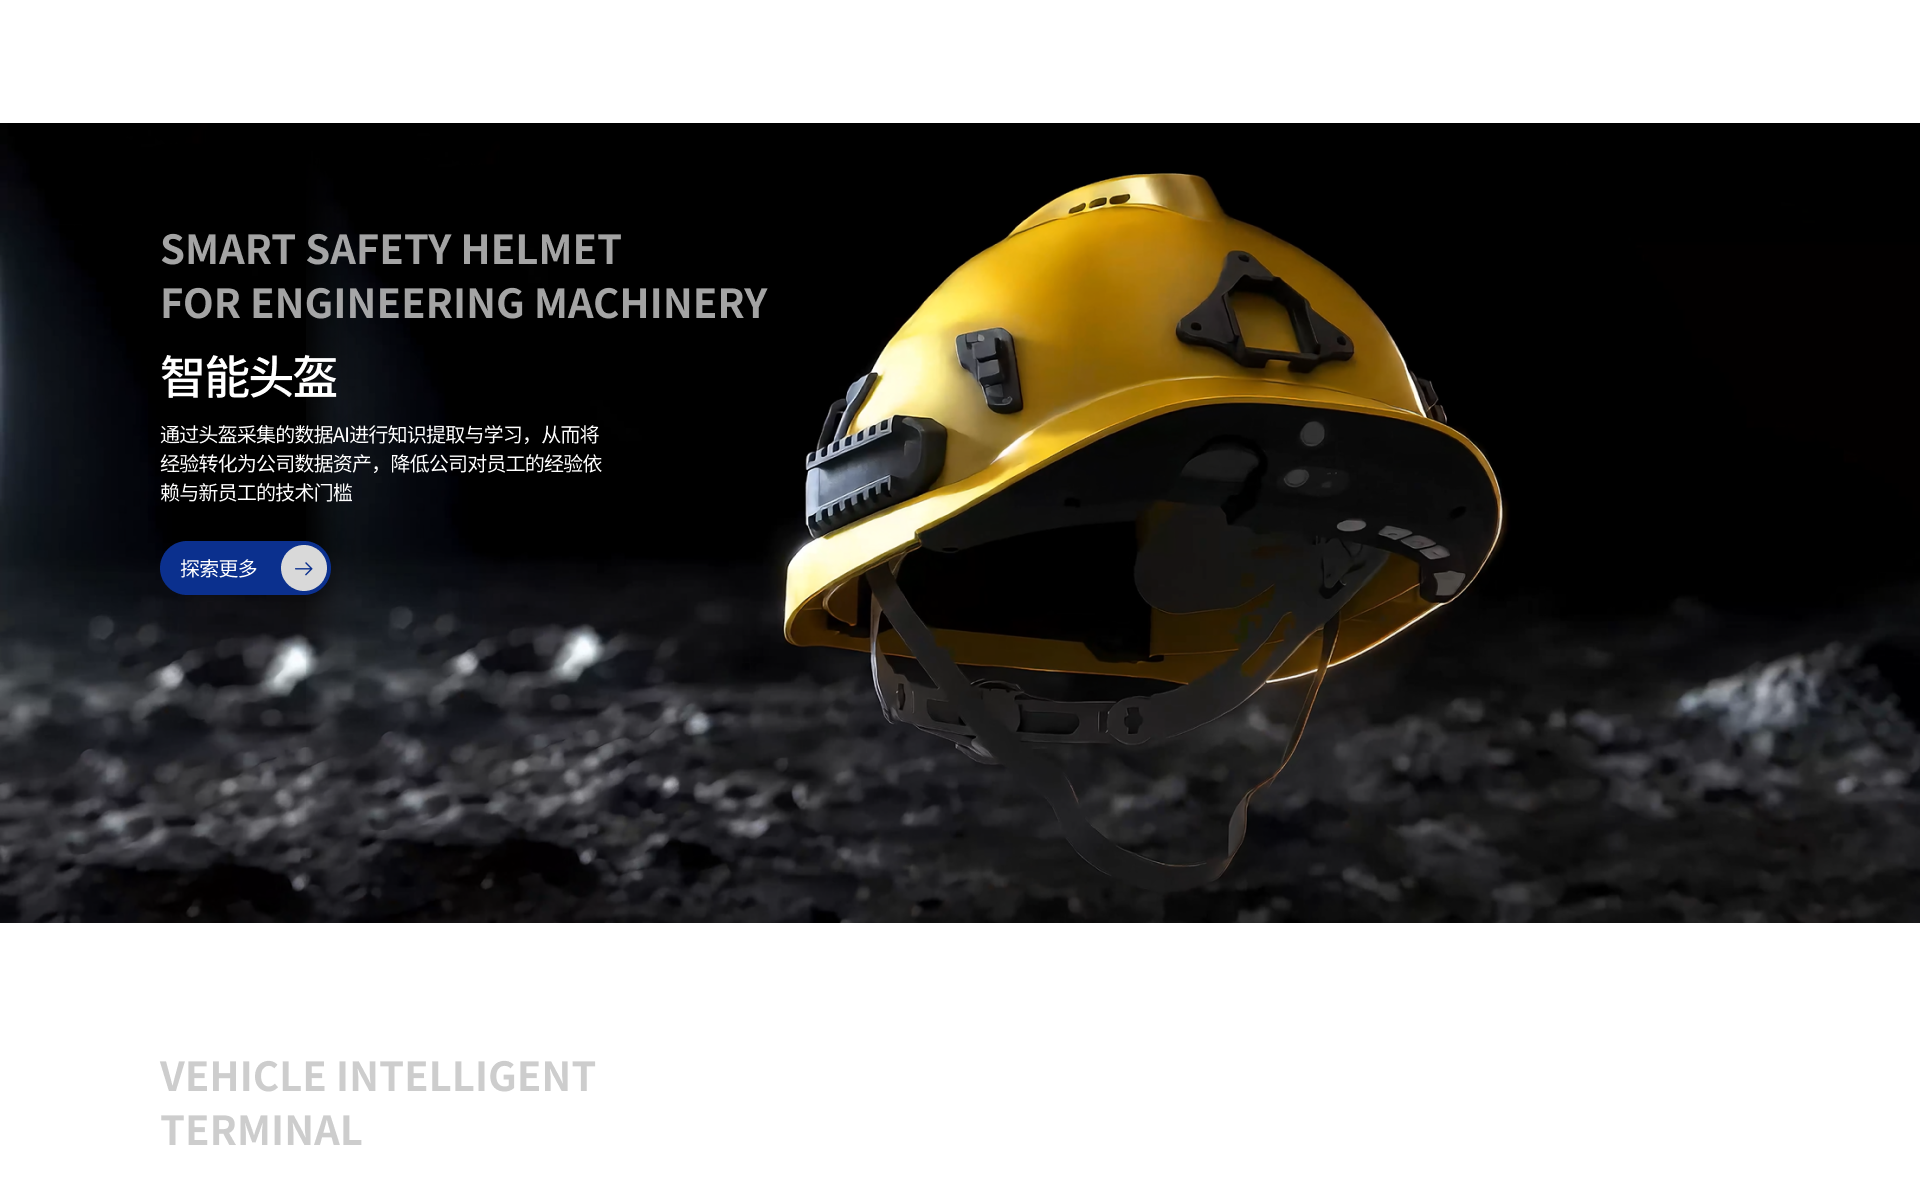 SMART SAFETY HELMET
FOR ENGINEERING MACHINERY
智能头盔
通过头盔采集的数据AI进行知识提取与学习，从而将
经验转化为公司数据资产，降低公司对员工的经验依
赖与新员工的技术门槛
探索更多
VEHICLE INTELLIGENT
TERMINAL